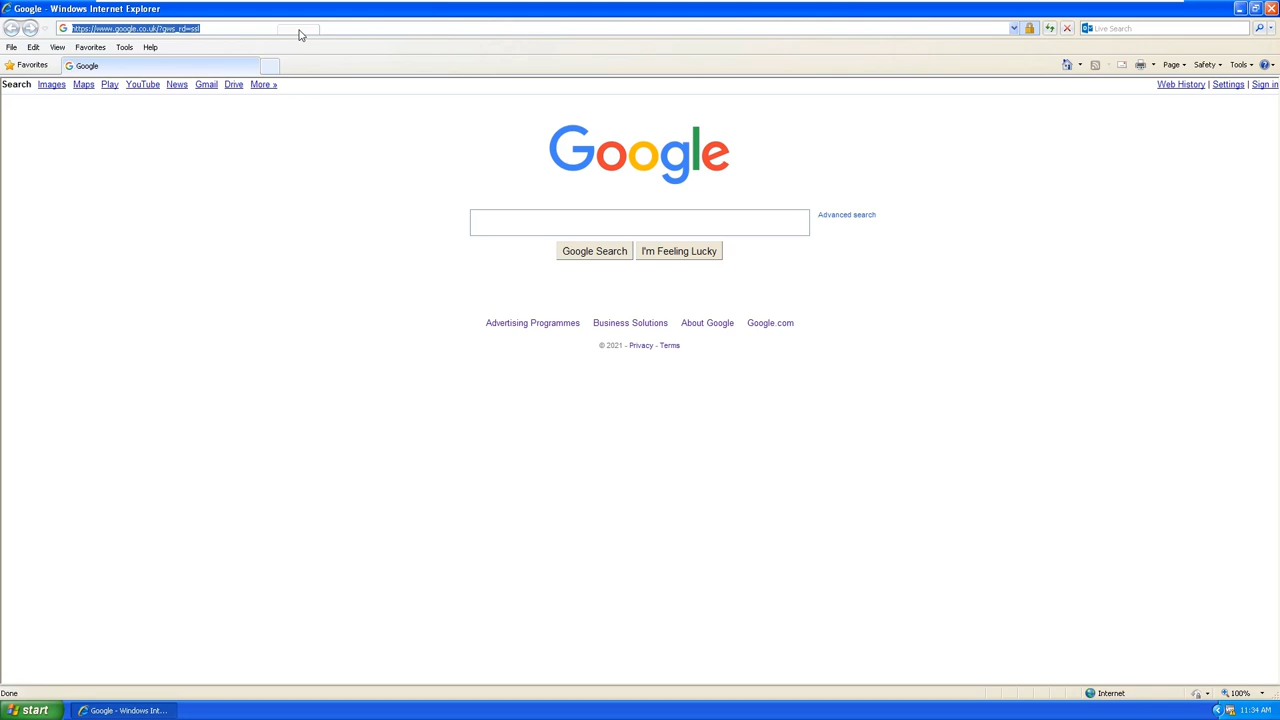 Google - Windows Internet Explorer
https://www.google.co.uk/?gws_rd=ssl
Live Search
File Edit View Favorites Tools Help
Favorites Google Page Safety Tools
Search Images Maps Play YouTube News Gmail Drive More » Web History | Settings | Sign in
Google
Advanced search
Google Search I'm Feeling Lucky
Advertising Programmes Business Solutions About Google Google.com
© 2021 - Privacy - Terms
Done Internet 100%
start Google - Windows Int... 11:34 AM